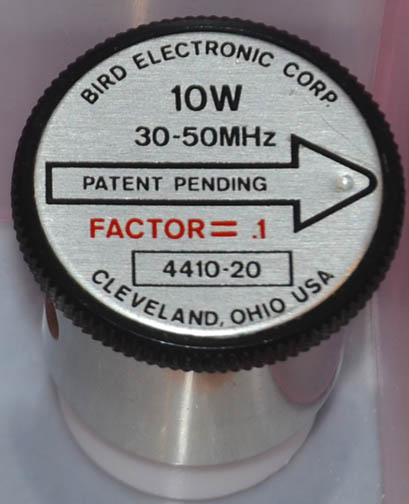 BIRD ELECTRONIC CORP.
10W
30-50MHz
PATENT PENDING
FACTOR = .1
4410-20
CLEVELAND, OHIO USA